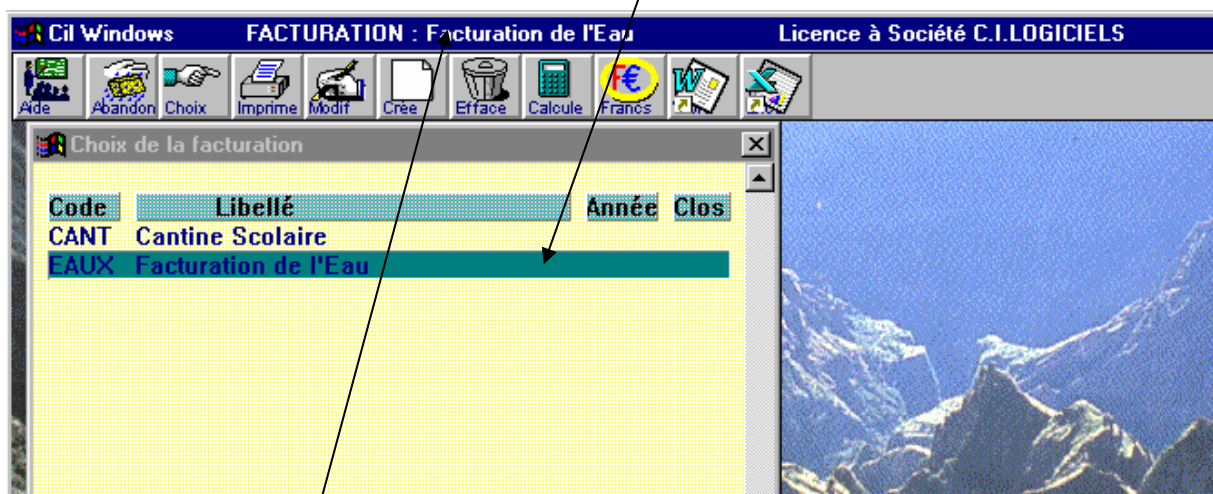 Cil Windows FACTURATION : Facturation de l'Eau Licence à Société C.I.LOGICIELS
Aide Abandon Choix Imprime Modif Crée Efface Calcule Francs
Choix de la facturation
Code Libellé Année Clos
CANT Cantine Scolaire
EAUX Facturation de l'Eau